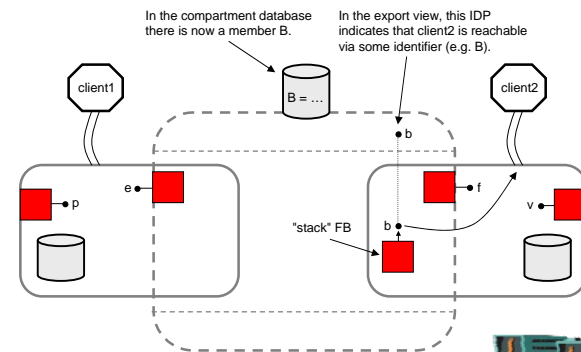 In the compartment database
there is now a member B.
In the export view, this IDP
indicates that client2 is reachable
via some identifier (e.g. B).
client1
B = ...
client2
b
e
f
p
v
b
"stack" FB